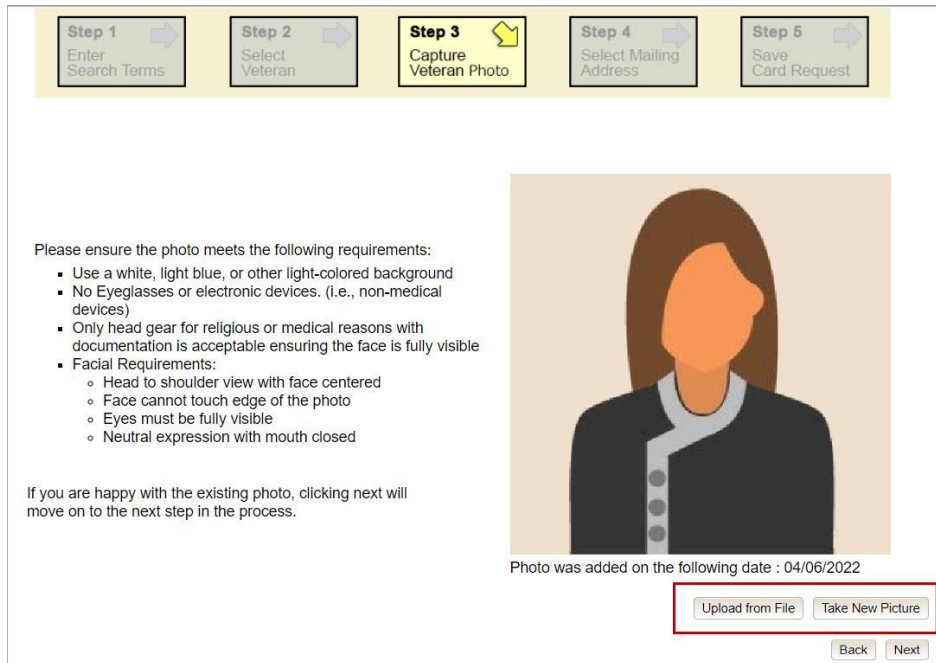 Step 1
Enter
Search Terms
Step 2
Select
Veteran
Step 3
Capture
Veteran Photo
Step 4
Select Mailing
Address
Step 5
Save
Card Request
Please ensure the photo meets the following requirements:
Use a white, light blue, or other light-colored background
No Eyeglasses or electronic devices. (i.e., non-medical
devices)
Only head gear for religious or medical reasons with
documentation is acceptable ensuring the face is fully visible
Facial Requirements:
Head to shoulder view with face centered
Face cannot touch edge of the photo
Eyes must be fully visible
Neutral expression with mouth closed
If you are happy with the existing photo, clicking next will
move on to the next step in the process.
Photo was added on the following date : 04/06/2022
Upload from File Take New Picture
Back Next